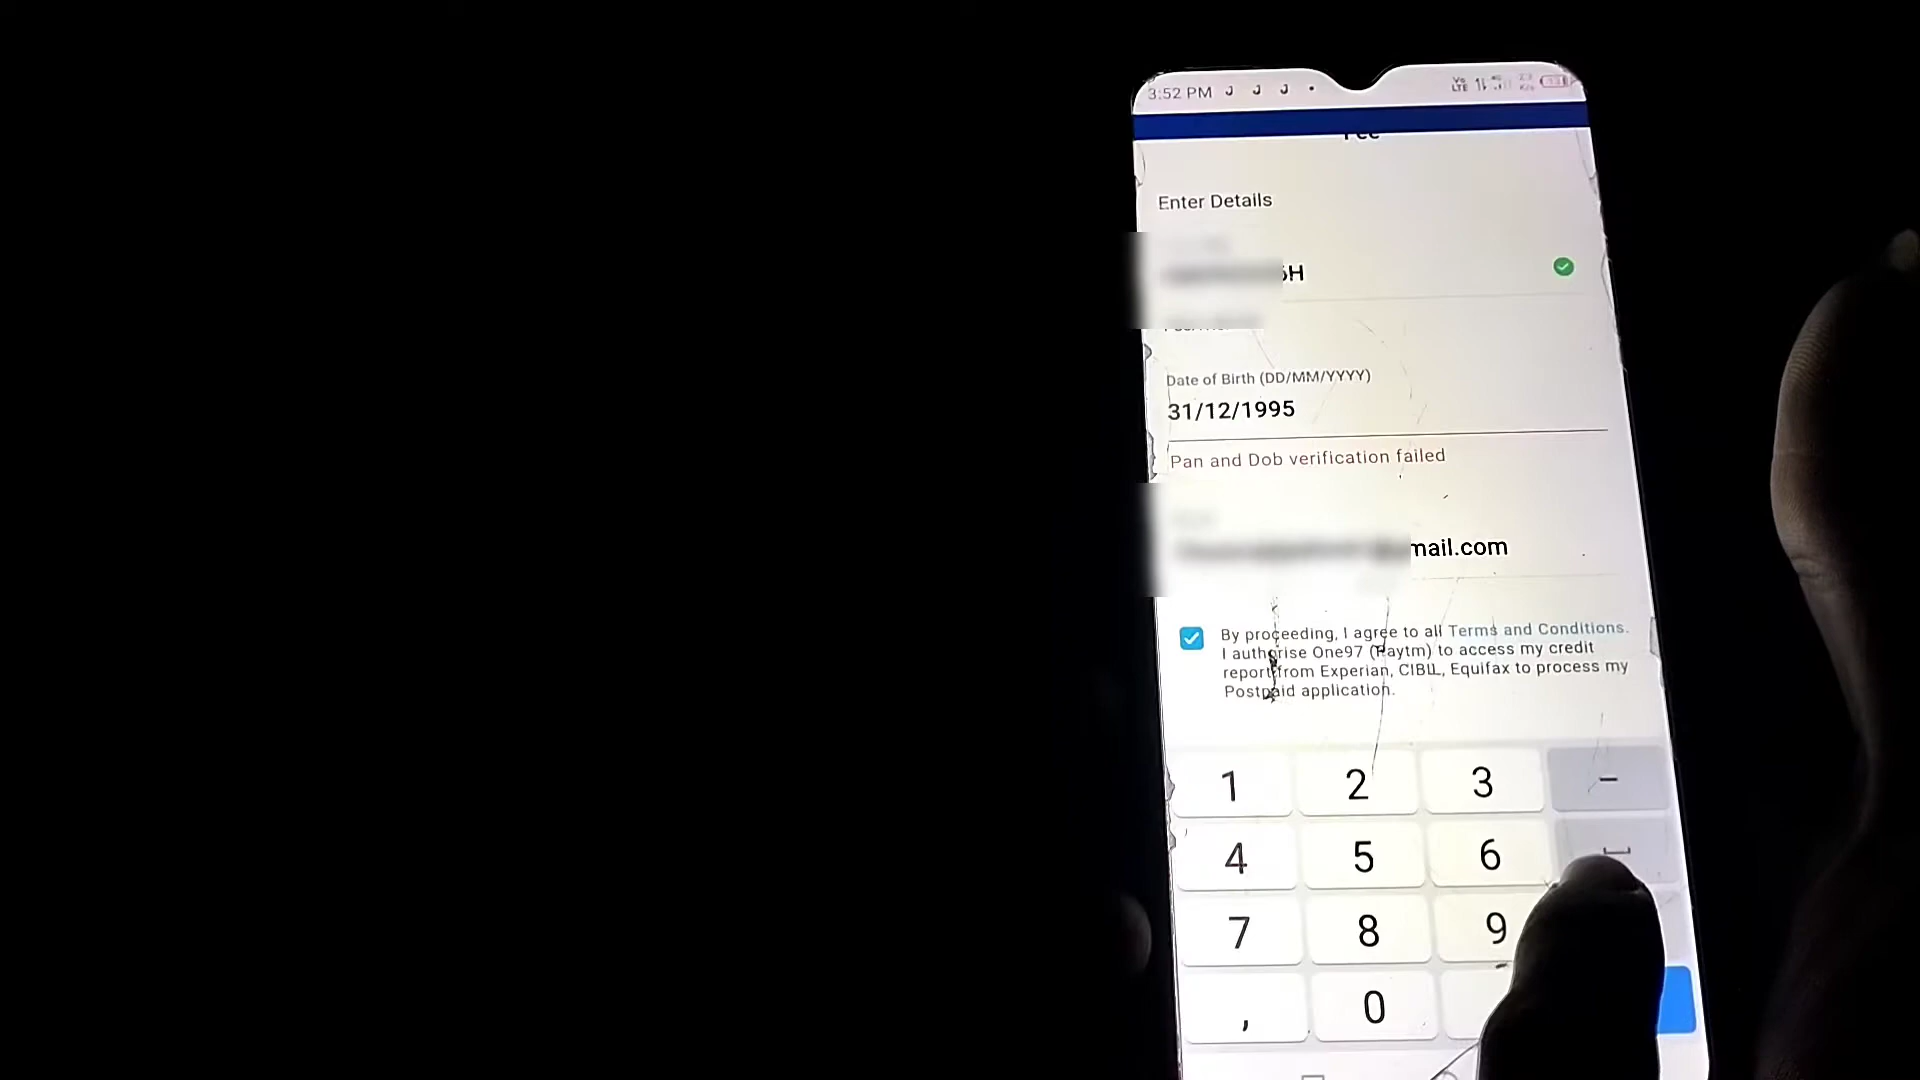 3:52 PM
Enter Details
6H
Date of Birth (DD/MM/YYYY)
31/12/1995
Pan and Dob verification failed
mail.com
By proceeding, I agree to all Terms and Conditions.
I authorise One97 (Paytm) to access my credit
report from Experian, CIBIL, Equifax to process my
Postpaid application.
1 2 3 -
4 5 6
7 8 9
, 0